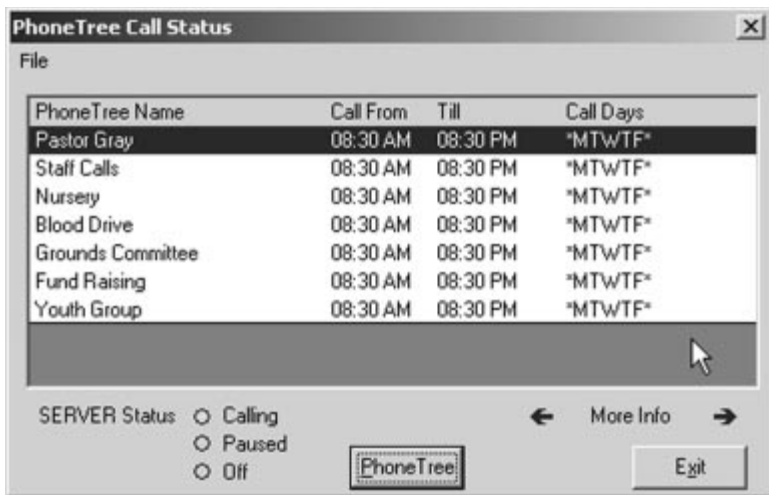 PhoneTree Call Status
File
PhoneTree Name Call From Till Call Days
Pastor Gray 08:30 AM 08:30 PM *MTWTF*
Staff Calls 08:30 AM 08:30 PM *MTWTF*
Nursery 08:30 AM 08:30 PM *MTWTF*
Blood Drive 08:30 AM 08:30 PM *MTWTF*
Grounds Committee 08:30 AM 08:30 PM *MTWTF*
Fund Raising 08:30 AM 08:30 PM *MTWTF*
Youth Group 08:30 AM 08:30 PM *MTWTF*
SERVER Status Calling More Info
Paused
Off PhoneTree Exit